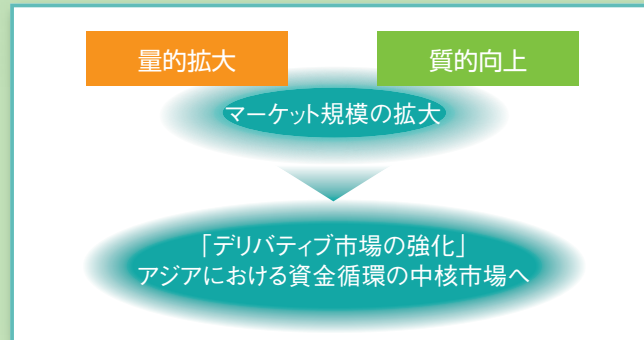 量的拡大
質的向上
マーケット規模の拡大
「デリバティブ市場の強化」
アジアにおける資金循環の中核市場へ